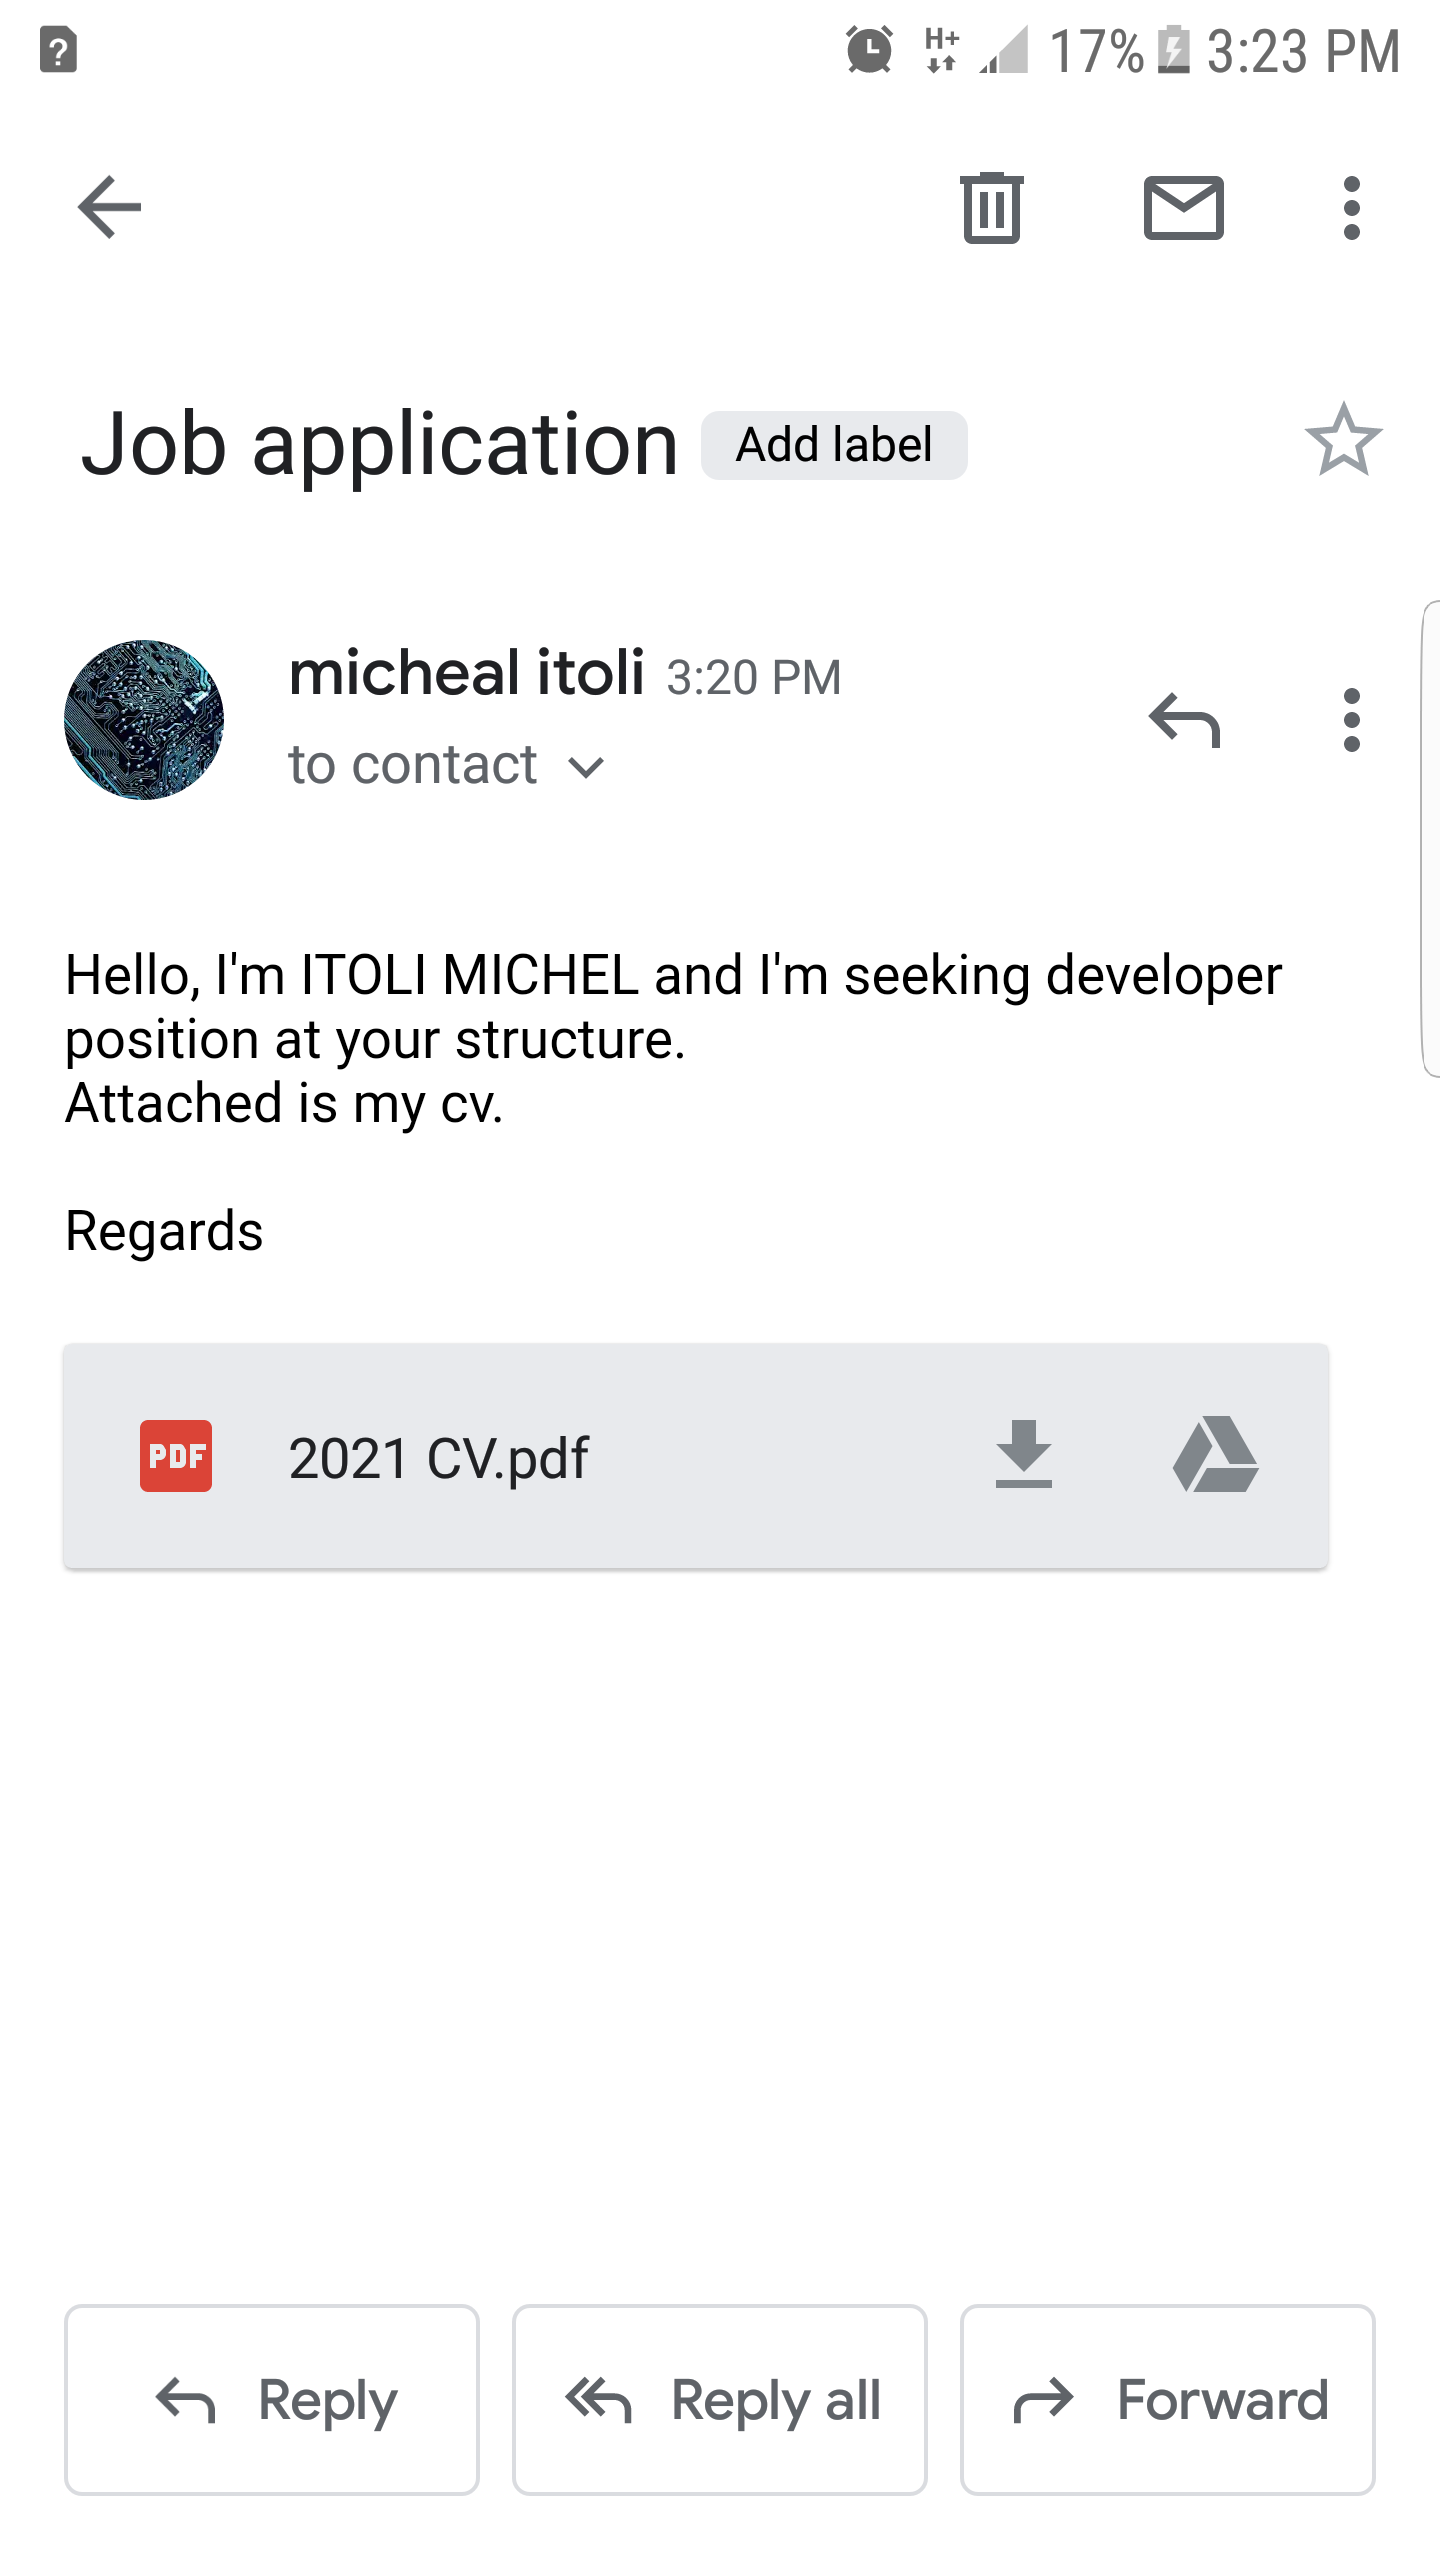 H+ 17% 3:23 PM
Job application Add label
micheal itoli 3:20 PM
to contact
Hello, I'm ITOLI MICHEL and I'm seeking developer
position at your structure.
Attached is my cv.
Regards
PDF 2021 CV.pdf
Reply Reply all Forward